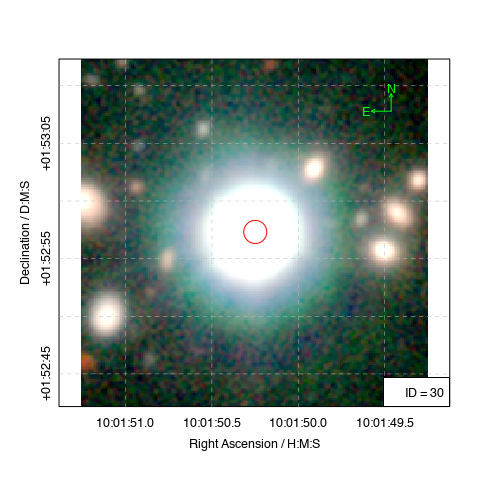 N
E
+01:53:05
+01:52:55
+01:52:45
Declination / D:M:S
ID = 30
10:01:51.0 10:01:50.5 10:01:50.0 10:01:49.5
Right Ascension / H:M:S